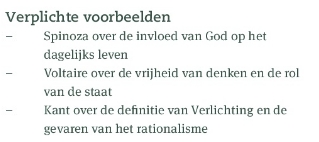 Verplichte voorbeelden
– Spinoza over de invloed van God op het
dagelijks leven
– Voltaire over de vrijheid van denken en de rol
van de staat
– Kant over de definitie van Verlichting en de
gevaren van het rationalisme